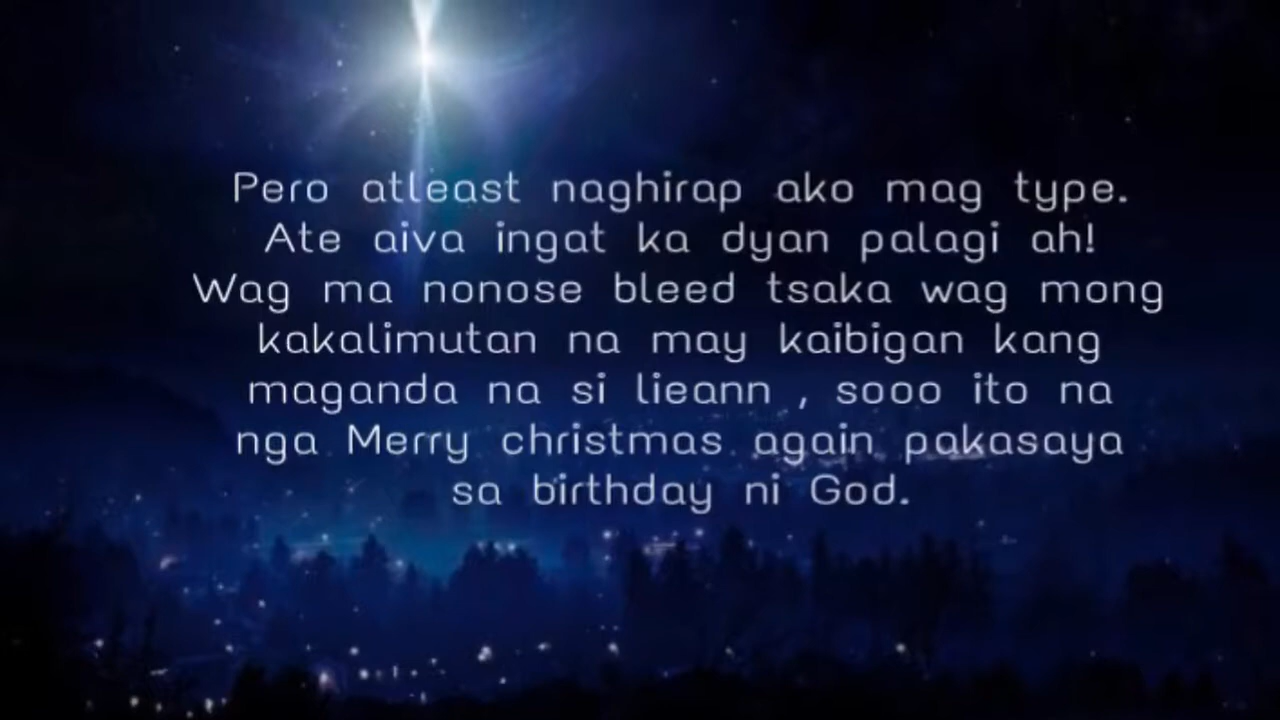 Pero atleast naghirap ako mag type.
Ate aiva ingat ka dyan palagi ah!
Wag ma nonose bleed tsaka wag mong
kakalimutan na may kaibigan kang
maganda na si lieann , sooo ito na
nga Merry christmas again pakasaya
sa birthday ni God.